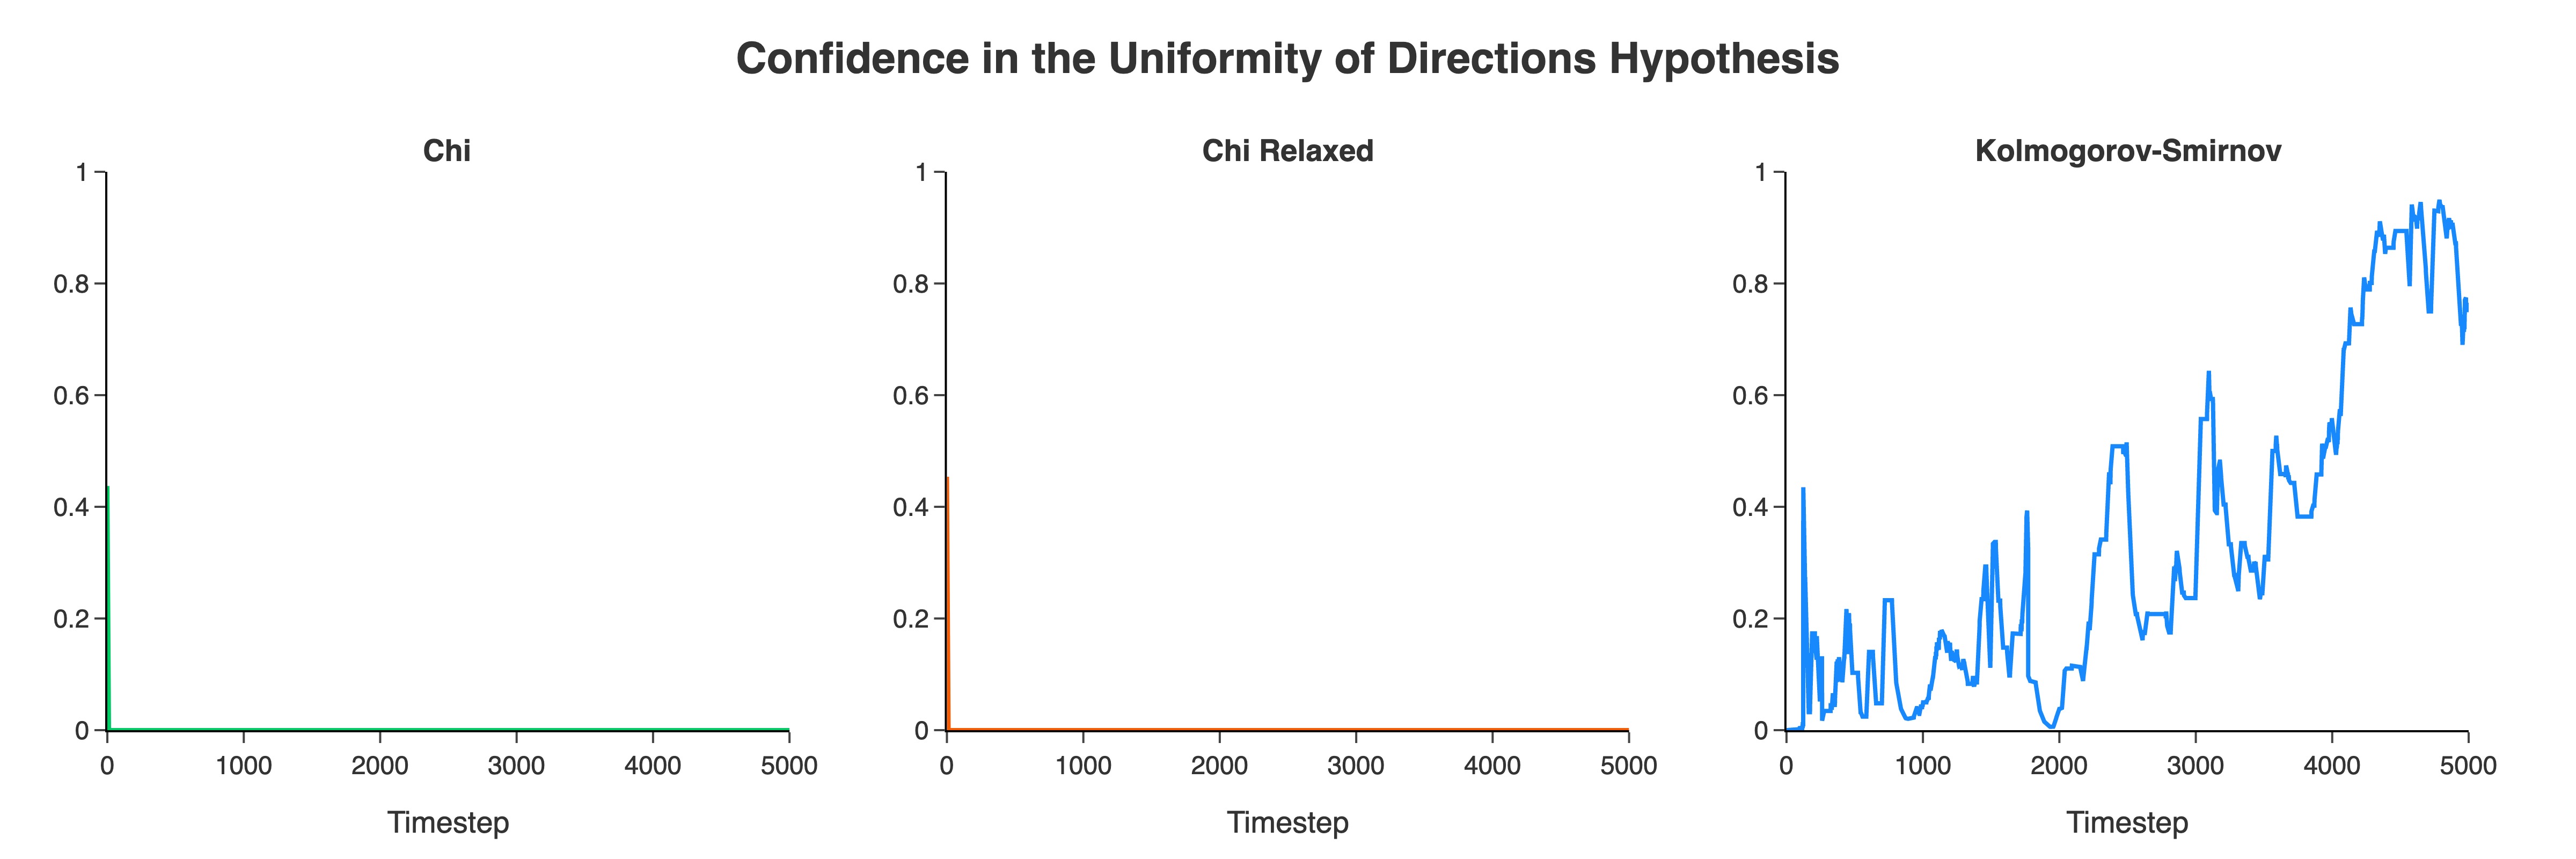 Confidence in the Uniformity of Directions Hypothesis
Chi
1
0.8
0.6
0.4
0.2
0
0 1000 2000 3000 4000 5000
Timestep
Chi Relaxed
1
0.8
0.6
0.4
0.2
0
0 1000 2000 3000 4000 5000
Timestep
Kolmogorov-Smirnov
1
0.8
0.6
0.4
0.2
0
0 1000 2000 3000 4000 5000
Timestep